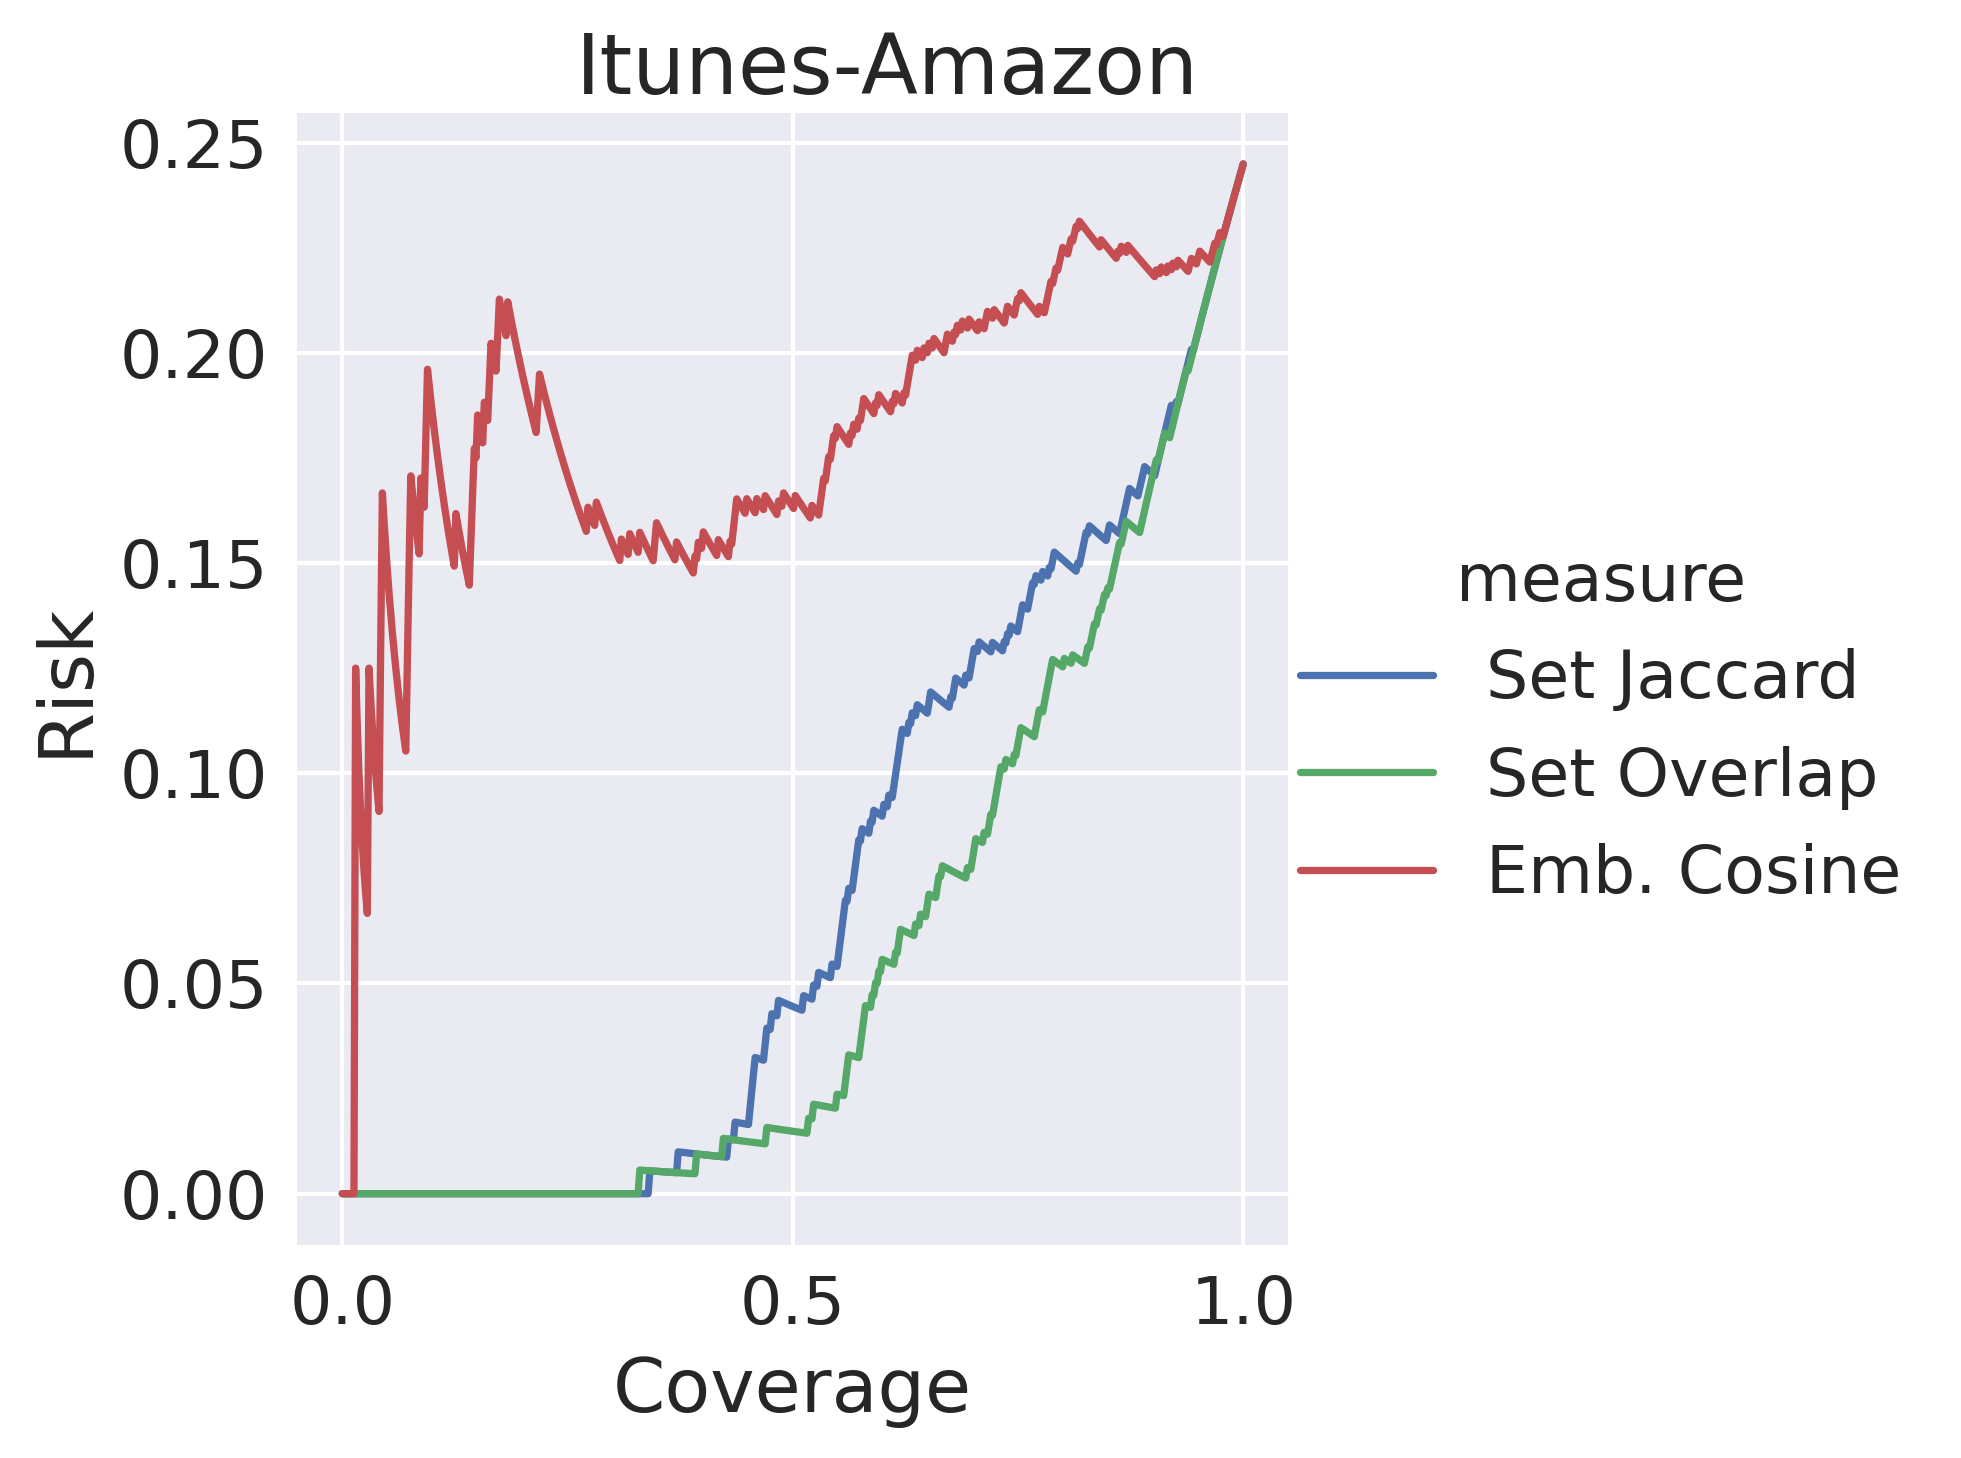 Itunes-Amazon
0.25
0.20
0.15
0.10
0.05
0.00
Risk
0.0 0.5 1.0
Coverage
measure
Set Jaccard
Set Overlap
Emb. Cosine